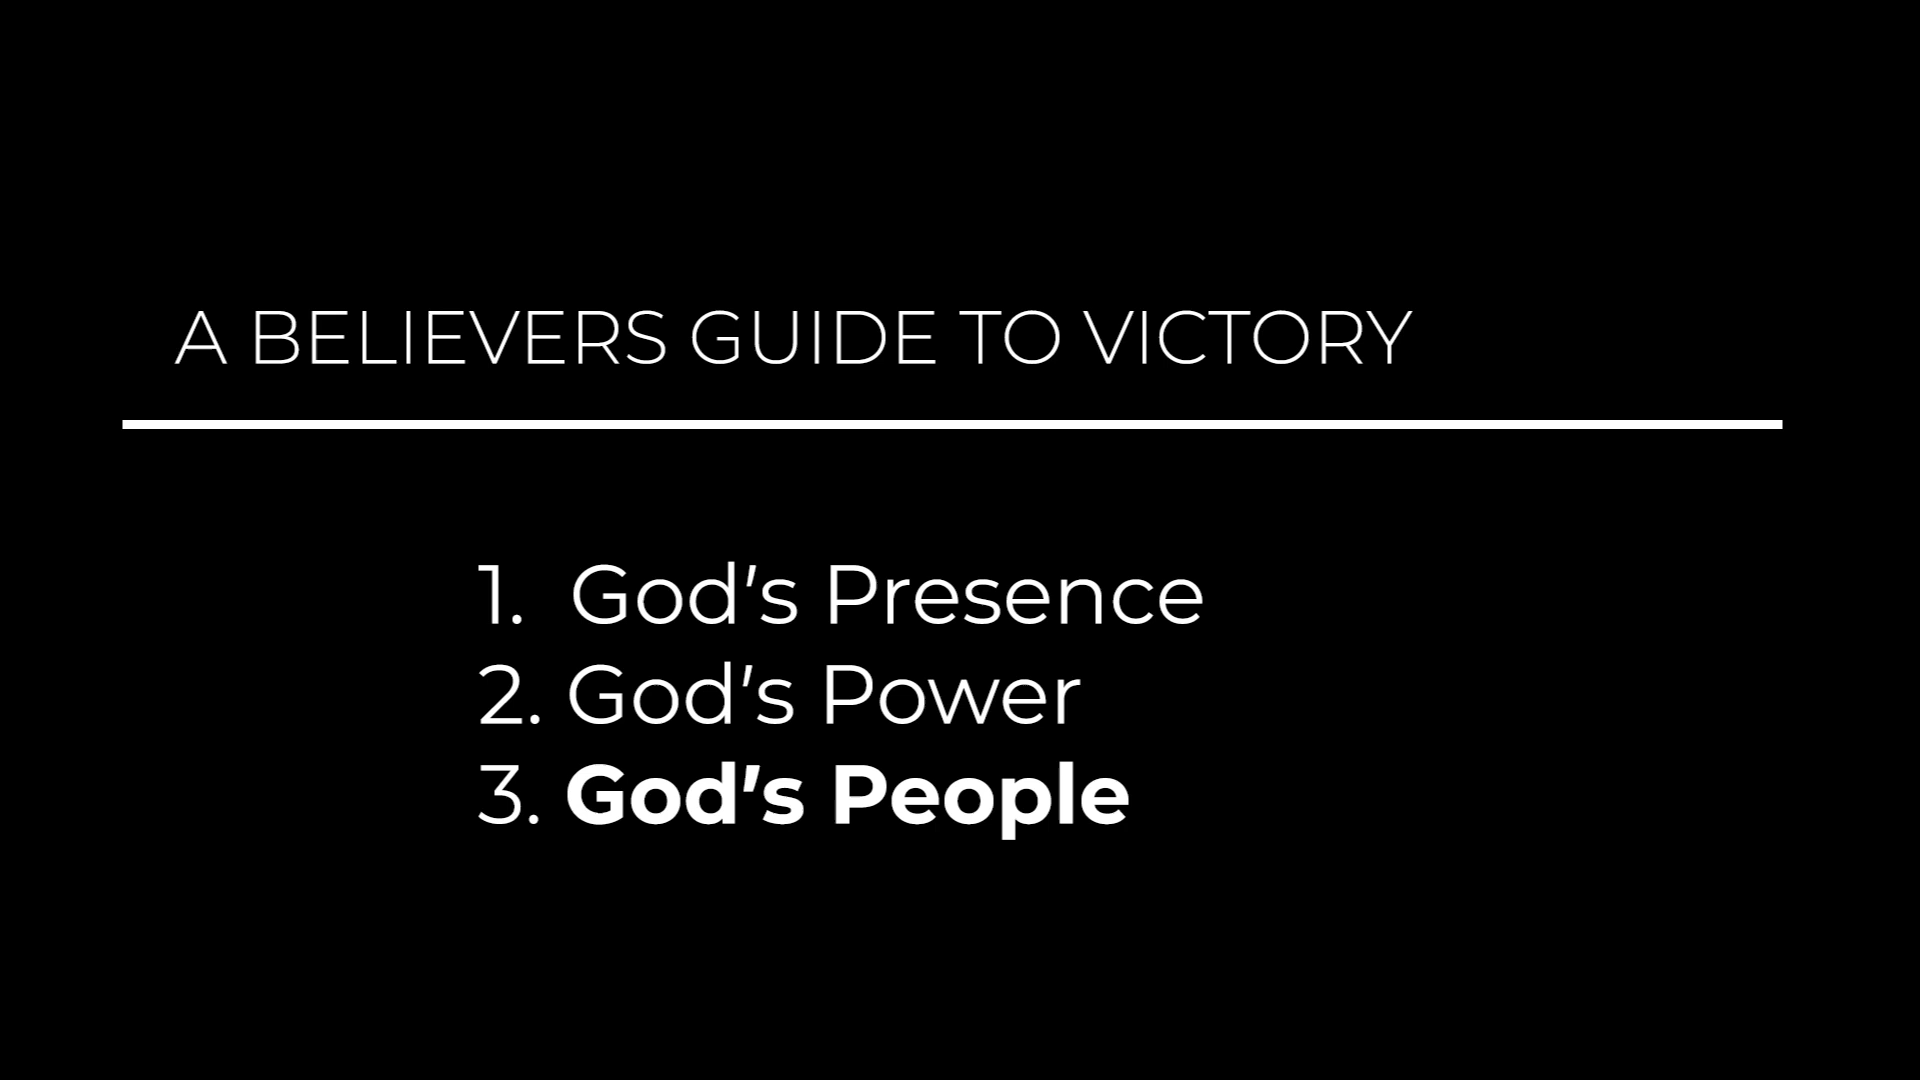 A BELIEVERS GUIDE TO VICTORY
1. God's Presence
2. God's Power
3. God's People